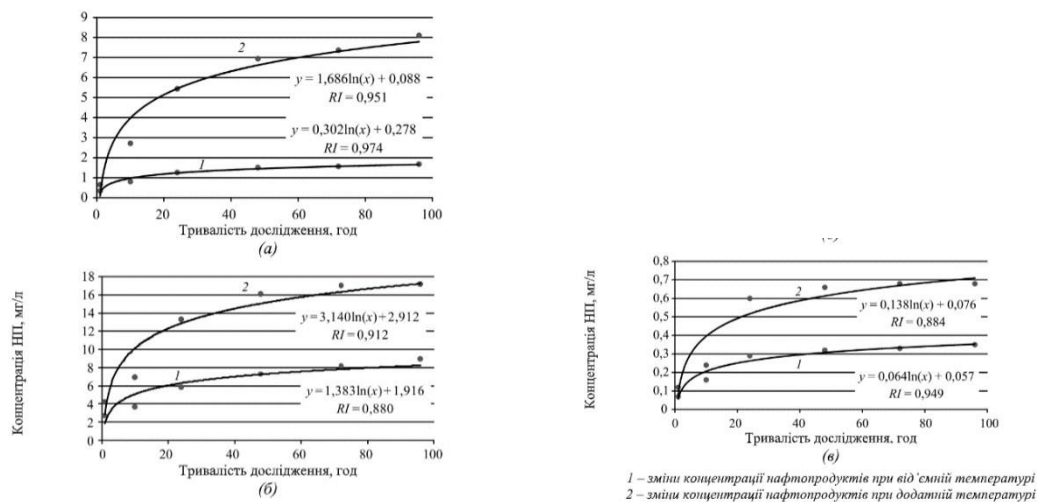 9
8
7
6
5
4
3
2
1
0
2
y = 1,686ln(x) + 0,088
RI = 0,951
y = 0,302ln(x) + 0,278
RI = 0,974
1
0 20 40 60 80 100
Тривалість дослідження, год
(а)
Концентрація НП, мг/л
18
16
14
12
10
8
6
4
2
0
2
y = 3,140ln(x)+2,912
RI = 0,912
1
y = 1,383ln(x)+1,916
RI = 0,880
0 20 40 60 80 100
Тривалість дослідження, год
(б)
Концентрація НП, мг/л
0,8
0,7
0,6
0,5
0,4
0,3
0,2
0,1
0
2
y = 0,138ln(x) + 0,076
RI = 0,884
1
y = 0,064ln(x) + 0,057
RI = 0,949
0 20 40 60 80 100
Тривалість дослідження, год
(в)
1 – зміни концентрації нафтопродуктів при від'ємній температурі
2 – зміни концентрації нафтопродуктів при додатній температурі